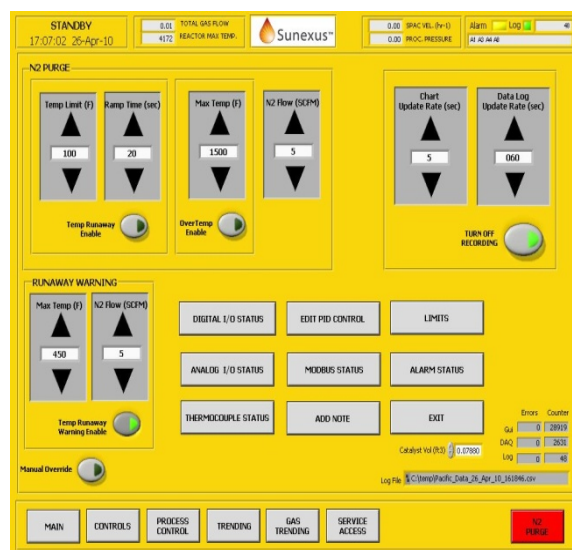 STANDBY
17:07:02 26-Apr-10
0.01 TOTAL GAS FLOW
4172 REACTOR MAX TEMP.
Sunexus™
0.00 SPAC VEL. (hr-1)
0.00 PROC. PRESSURE
Alarm Log 48
A1 A3 A4 A8
N2 PURGE
Temp Limit (F) Ramp Time (sec) Max Temp (F) N2 Flow (SCFM)
100 20 1500 5
Temp Runaway
Enable
OverTemp
Enable
Chart
Update Rate (sec)
Data Log
Update Rate (sec)
5 060
TURN OFF
RECORDING
RUNAWAY WARNING
Max Temp (F) N2 Flow (SCFM)
450 5
Temp Runaway
Warning Enable
Manual Override
DIGITAL I/O STATUS EDIT PID CONTROL LIMITS
ANALOG I/O STATUS MODBUS STATUS ALARM STATUS
THERMOCOUPLE STATUS ADD NOTE EXIT
Errors Counter
Gui 0 28919
DAQ 0 2631
Log 0 48
Catalyst Vol (ft3) 0.07880
Log File C:\temp\Pacific_Data_26_Apr_10_161846.csv
MAIN
CONTROLS
PROCESS
CONTROL
TRENDING
GAS
TRENDING
SERVICE
ACCESS
N2
PURGE